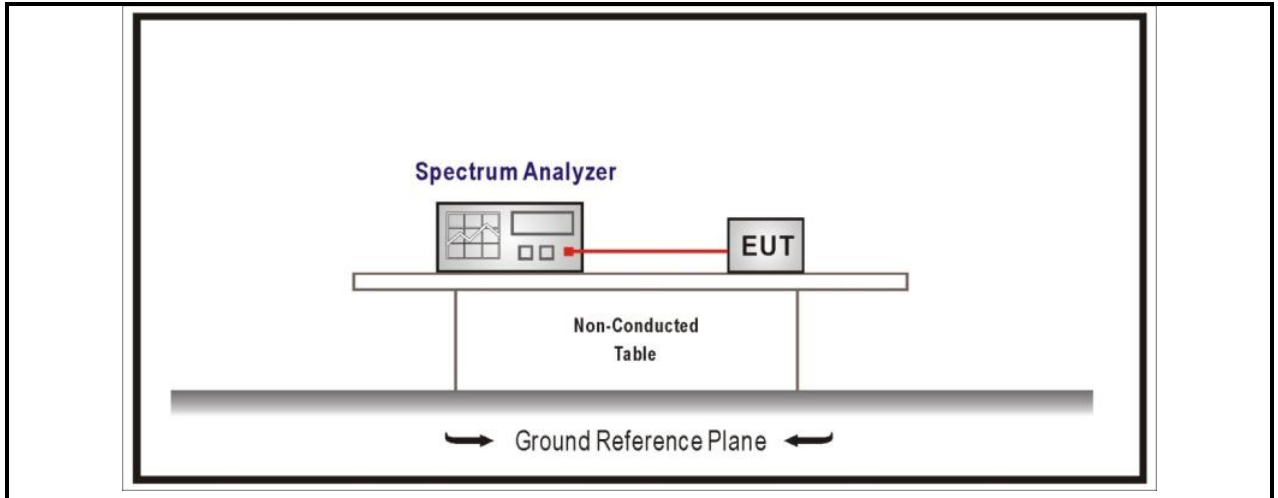 Spectrum Analyzer
EUT
Non-Conducted
Table
Ground Reference Plane